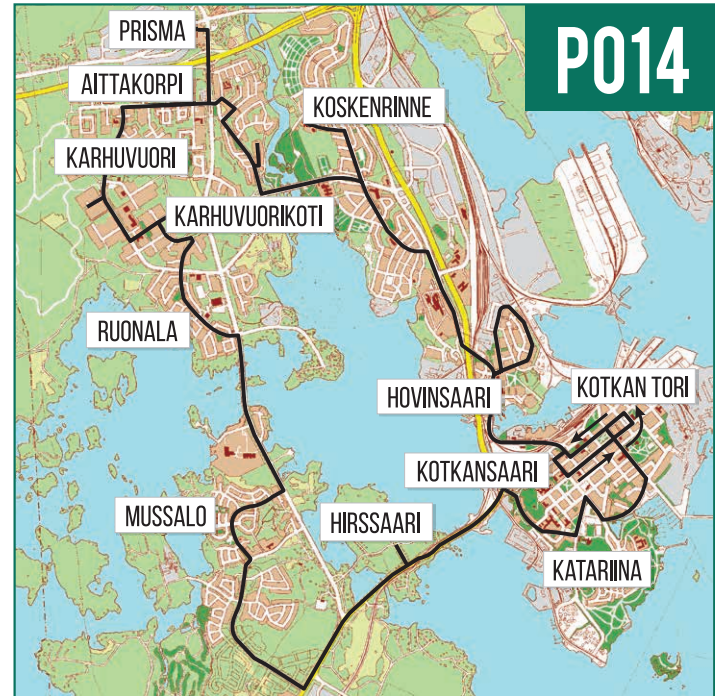 PRISMA
P014
AITTAKORPI
KOSKENRINNE
KARHUVUORI
KARHUVUORIKOTI
RUONALA
HOVINSAARI
KOTKAN TORI
KOTKANSAARI
MUSSALO
HIRSSAARI
KATARIINA